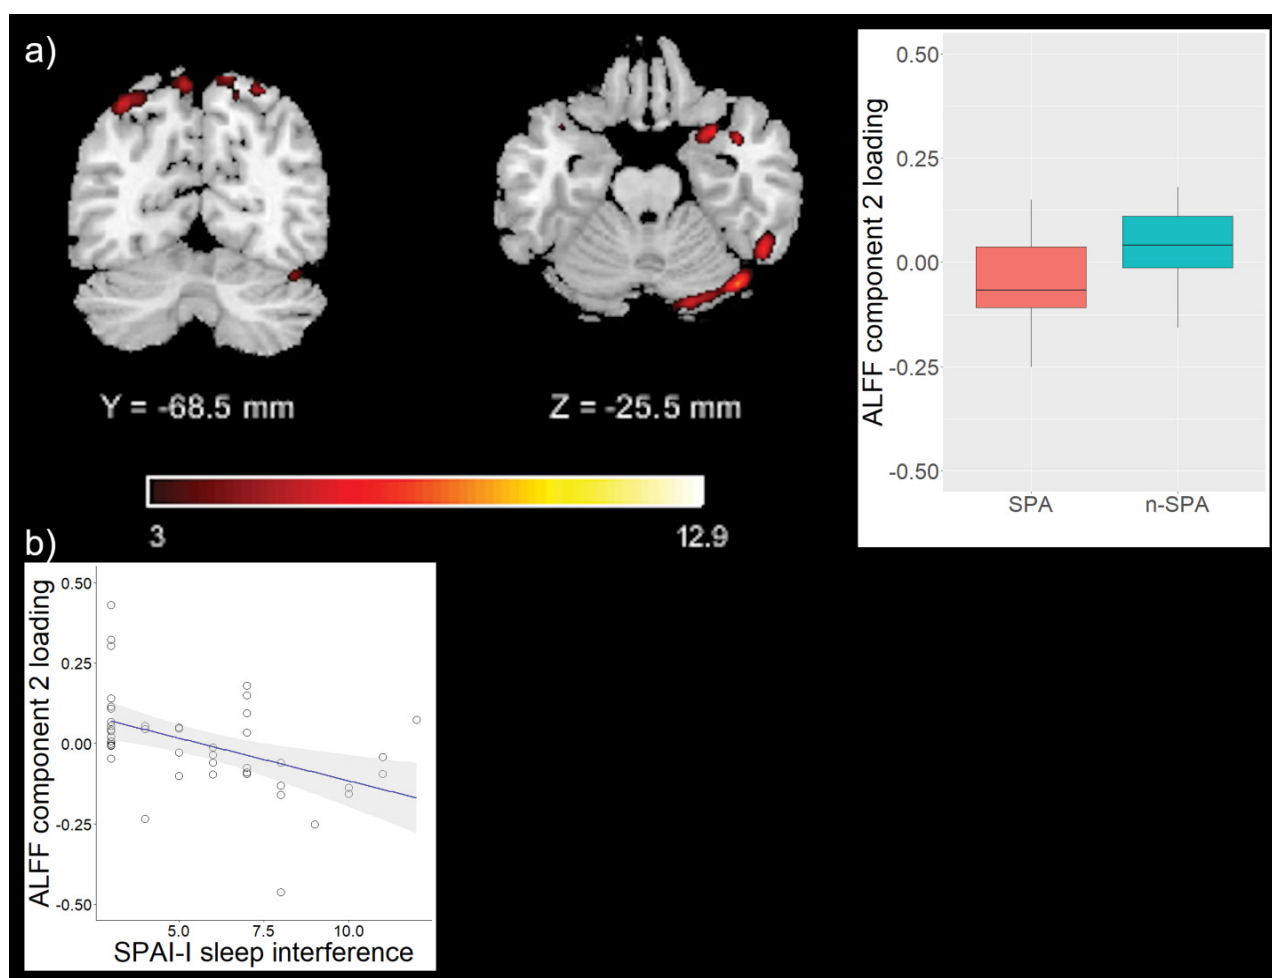 a)
Y = -68.5 mm
Z = -25.5 mm
3
12.9
ALFF component 2 loading
0.50
0.25
0.00
-0.25
-0.50
SPA
n-SPA
b)
ALFF component 2 loading
0.50
0.25
0.00
-0.25
-0.50
5.0
7.5
10.0
SPAI-I sleep interference